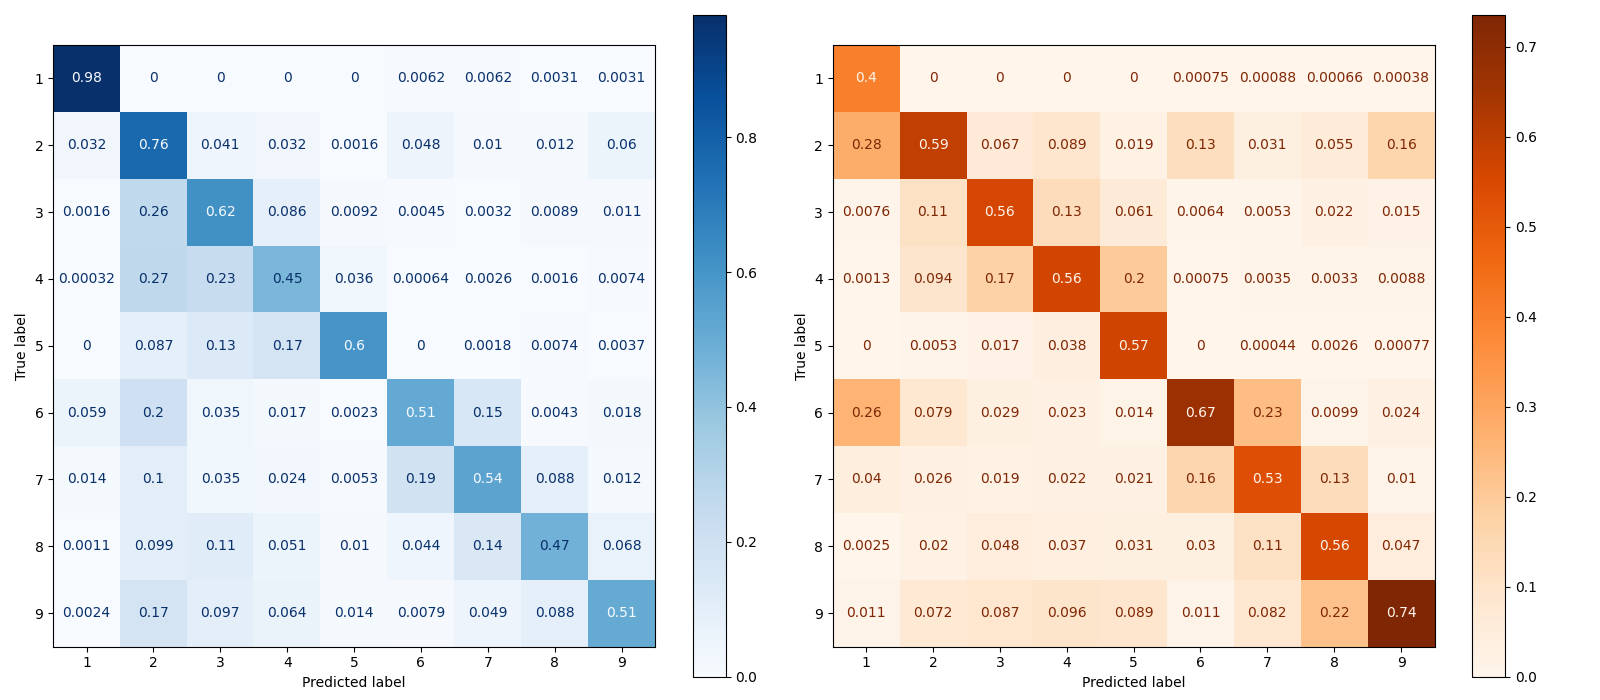 1 0.98 0 0 0 0 0.0062 0.0062 0.0031 0.0031
2 0.032 0.76 0.041 0.032 0.0016 0.048 0.01 0.012 0.06
3 0.0016 0.26 0.62 0.086 0.0092 0.0045 0.0032 0.0089 0.011
4 0.00032 0.27 0.23 0.45 0.036 0.00064 0.0026 0.0016 0.0074
5 0 0.087 0.13 0.17 0.6 0 0.0018 0.0074 0.0037
6 0.059 0.2 0.035 0.017 0.0023 0.51 0.15 0.0043 0.018
7 0.014 0.1 0.035 0.024 0.0053 0.19 0.54 0.088 0.012
8 0.0011 0.099 0.11 0.051 0.01 0.044 0.14 0.47 0.068
9 0.0024 0.17 0.097 0.064 0.014 0.0079 0.049 0.088 0.51
1 2 3 4 5 6 7 8 9
Predicted label
True label
0.8
0.6
0.4
0.2
0.0
1 0.4 0 0 0 0 0.00075 0.00088 0.00066 0.00038
2 0.28 0.59 0.067 0.089 0.019 0.13 0.031 0.055 0.16
3 0.0076 0.11 0.56 0.13 0.061 0.0064 0.0053 0.022 0.015
4 0.0013 0.094 0.17 0.56 0.2 0.00075 0.0035 0.0033 0.0088
5 0 0.0053 0.017 0.038 0.57 0 0.00044 0.0026 0.00077
6 0.26 0.079 0.029 0.023 0.014 0.67 0.23 0.0099 0.024
7 0.04 0.026 0.019 0.022 0.021 0.16 0.53 0.13 0.01
8 0.0025 0.02 0.048 0.037 0.031 0.03 0.11 0.56 0.047
9 0.011 0.072 0.087 0.096 0.089 0.011 0.082 0.22 0.74
1 2 3 4 5 6 7 8 9
Predicted label
True label
0.7
0.6
0.5
0.4
0.3
0.2
0.1
0.0